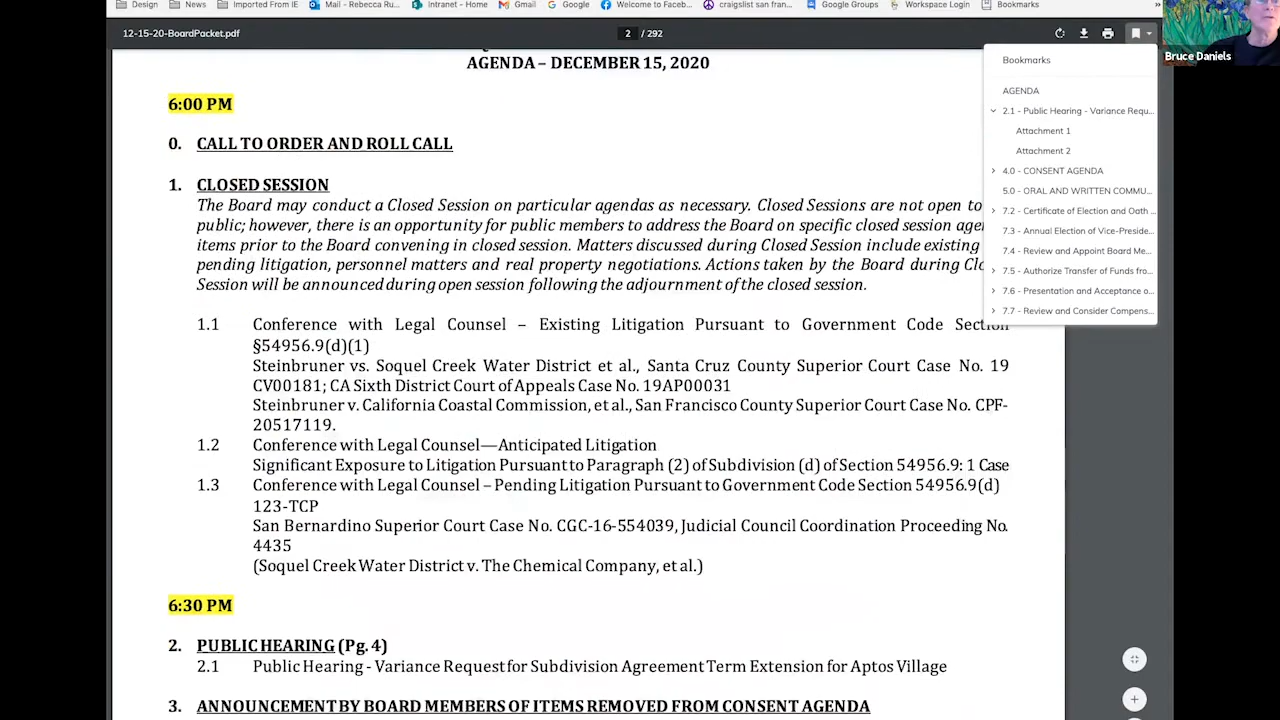 Design News Imported From IE Mail - Rebecca Ru... Intranet - Home Gmail Google Welcome to Faceb... craigslist san fran... Google Groups Workspace Login Bookmarks »
12-15-20-BoardPacket.pdf 2 / 292
Bruce Daniels
Bookmarks
AGENDA
2.1 - Public Hearing - Variance Requ...
Attachment 1
Attachment 2
4.0 - CONSENT AGENDA
5.0 - ORAL AND WRITTEN COMMU...
7.2 - Certificate of Election and Oath ...
7.3 - Annual Election of Vice-Preside...
7.4 - Review and Appoint Board Me...
7.5 - Authorize Transfer of Funds fro...
7.6 - Presentation and Acceptance o...
7.7 - Review and Consider Compens...
AGENDA – DECEMBER 15, 2020
6:00 PM
0. CALL TO ORDER AND ROLL CALL
1. CLOSED SESSION
The Board may conduct a Closed Session on particular agendas as necessary. Closed Sessions are not open to
public; however, there is an opportunity for public members to address the Board on specific closed session
items prior to the Board convening in closed session. Matters discussed during Closed Session include existing
pending litigation, personnel matters and real property negotiations. Actions taken by the Board during
Session will be announced during open session following the adjournment of the closed session.
1.1 Conference with Legal Counsel – Existing Litigation Pursuant to Government Code Section
§54956.9(d)(1)
Steinbruner vs. Soquel Creek Water District et al., Santa Cruz County Superior Court Case No. 19
CV00181; CA Sixth District Court of Appeals Case No. 19AP00031
Steinbruner v. California Coastal Commission, et al., San Francisco County Superior Court Case No. CPF-
20517119.
1.2 Conference with Legal Counsel—Anticipated Litigation
Significant Exposure to Litigation Pursuant to Paragraph (2) of Subdivision (d) of Section 54956.9: 1 Case
1.3 Conference with Legal Counsel – Pending Litigation Pursuant to Government Code Section 54956.9(d)
123-TCP
San Bernardino Superior Court Case No. CGC-16-554039, Judicial Council Coordination Proceeding No.
4435
(Soquel Creek Water District v. The Chemical Company, et al.)
6:30 PM
2. PUBLIC HEARING (Pg. 4)
2.1 Public Hearing - Variance Request for Subdivision Agreement Term Extension for Aptos Village
3. ANNOUNCEMENT BY BOARD MEMBERS OF ITEMS REMOVED FROM CONSENT AGENDA